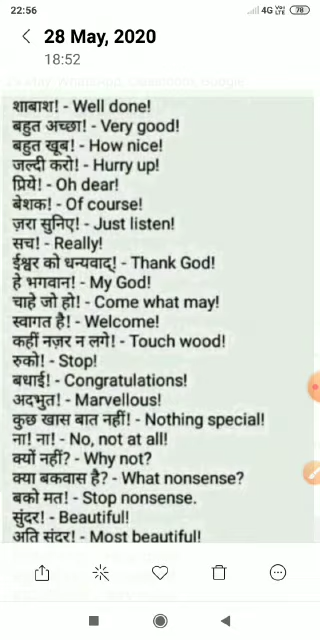 22:56
4G VoLTE 78
28 May, 2020
18:52
शाबाश! - Well done!
बहुत अच्छा! - Very good!
बहुत खूब! - How nice!
जल्दी करो! - Hurry up!
प्रिये! - Oh dear!
बेशक! - Of course!
ज़रा सुनिए! - Just listen!
सच! - Really!
ईश्वर को धन्यवाद! - Thank God!
हे भगवान! - My God!
चाहे जो हो! - Come what may!
स्वागत है! - Welcome!
कहीं नज़र न लगे! - Touch wood!
रुको! - Stop!
बधाई! - Congratulations!
अदभुत! - Marvellous!
कुछ खास बात नहीं! - Nothing special!
ना! ना! - No, not at all!
क्यों नहीं? - Why not?
क्या बकवास है? - What nonsense?
बको मत! - Stop nonsense.
सुंदर! - Beautiful!
अति सुंदर! - Most beautiful!